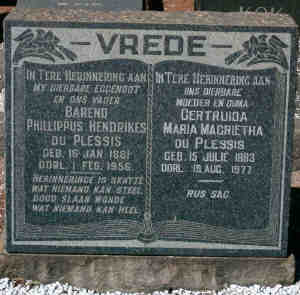 KOK
VREDE
IN TERE HERINNERING AAN
MY DIERBARE EGGENOOT
EN ONS VADER
BAREND
PHILLIPPUS HENDRIKES
DU PLESSIS
GEB. 16 JAN. 1881
OORL. 1 FEB. 1956.
HERINNERINGE IS
WAT NIEMAND KAN STEEL
DOOD SLAAN WONDE
WAT NIEMAND KAN HEEL
IN TERE HERINNERING AAN
ONS DIERBARE
MOEDER EN OUMA
GERTRUIDA
MARIA MAGRIETHA
DU PLESSIS
GEB. 15 JULIE 1883
OORL. 19 AUG. 1977.
RUS SAG